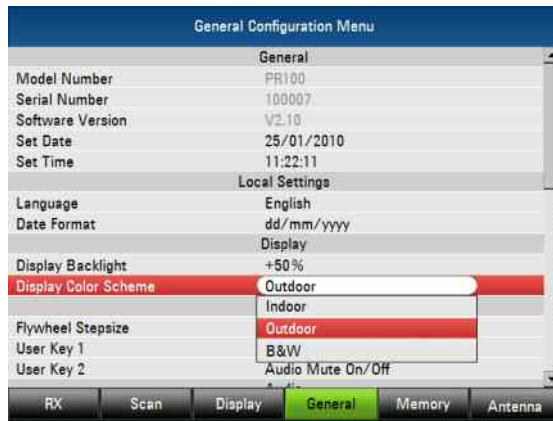 General Configuration Menu
General
Model Number PR100
Serial Number 100007
Software Version V2.10
Set Date 25/01/2010
Set Time 11:22:11
Local Settings
Language English
Date Format dd/mm/yyyy
Display
Display Backlight +50%
Display Color Scheme Outdoor
Indoor
Flywheel Stepsize Outdoor
User Key 1 B&W
User Key 2 Audio Mute On/Off
RX Scan Display General Memory Antenna